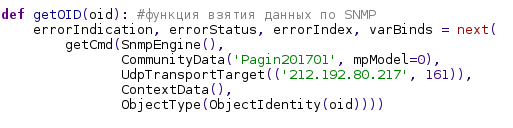 def getOID(oid): #функция взятия данных по SNMP
    errorIndication, errorStatus, errorIndex, varBinds = next(
        getCmd(SnmpEngine(),
               CommunityData('Pagin201701', mpModel=0),
               UdpTransportTarget(('212.192.80.217', 161)),
               ContextData(),
               ObjectType(ObjectIdentity(oid))))